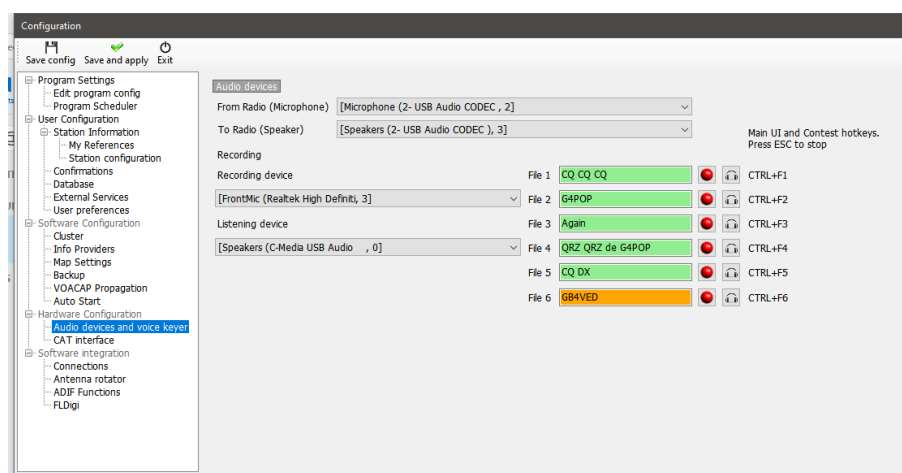 Configuration
Save config Save and apply Exit
Program Settings
Edit program config
Program Scheduler
User Configuration
Station Information
My References
Station configuration
Confirmations
Database
External Services
User preferences
Software Configuration
Cluster
Info Providers
Map Settings
Backup
VOACAP Propagation
Auto Start
Hardware Configuration
Audio devices and voice keyer
CAT interface
Software integration
Connections
Antenna rotator
ADIF Functions
FLDigi
Audio devices
From Radio (Microphone) [Microphone (2- USB Audio CODEC , 2]
To Radio (Speaker) [Speakers (2- USB Audio CODEC ), 3]
Main UI and Contest hotkeys.
Press ESC to stop
Recording
Recording device File 1 CQ CQ CQ CTRL+F1
[FrontMic (Realtek High Definiti, 3] File 2 G4POP CTRL+F2
Listening device File 3 Again CTRL+F3
[Speakers (C-Media USB Audio , 0] File 4 QRZ QRZ de G4POP CTRL+F4
File 5 CQ DX CTRL+F5
File 6 GB4VED CTRL+F6